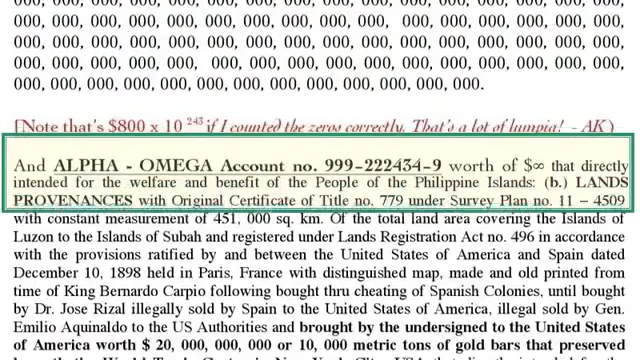 000, 000, 000, 000, 000, 000, 000, 000, 000, 000, 000, 000, 000, 000, 000, 000, 000,
000, 000, 000, 000, 000, 000, 000, 000, 000, 000, 000, 000, 000, 000, 000, 000, 000,
000, 000, 000, 000, 000, 000, 000, 000, 000, 000, 000, 000, 000, 000, 000, 000, 000,
000, 000, 000, 000, 000, 000, 000, 000, 000, 000, 000, 000, 000, 000, 000, 000, 000,
000, 000, 000, 000, 000, 000, 000, 000, 000, 000, 000, 000, 000.
[Note that's $800 x 10 243 if I counted the zeros correctly. That's a lot of lumpia! - AK)
And ALPHA - OMEGA Account no. 999-222434-9 worth of $∞ that directly
intended for the welfare and benefit of the People of the Philippine Islands: (b.) LANDS
PROVENANCES with Original Certificate of Title no. 779 under Survey Plan no. 11 – 4509
with constant measurement of 451, 000 sq. km. Of the total land area covering the Islands of
Luzon to the Islands of Subah and registered under Lands Registration Act no. 496 in accordance
with the provisions ratified by and between the United States of America and Spain dated
December 10, 1898 held in Paris, France with distinguished map, made and old printed from
time of King Bernardo Carpio following bought thru cheating of Spanish Colonies, until bought
by Dr. Jose Rizal illegally sold by Spain to the United States of America, illegal sold by Gen.
Emilio Aquinaldo to the US Authorities and brought by the undersigned to the United States
of America worth $ 20, 000, 000, 000 or 10, 000 metric tons of gold bars that preserved